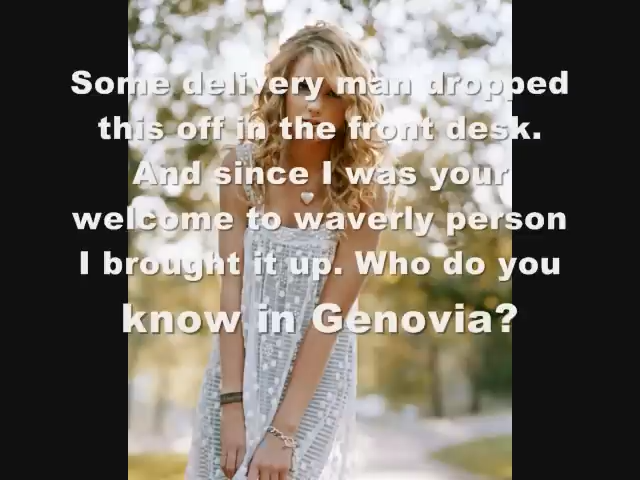 Some delivery man dropped
this off in the front desk.
And since I was your
welcome to waverly person
I brought it up. Who do you
know in Genovia?